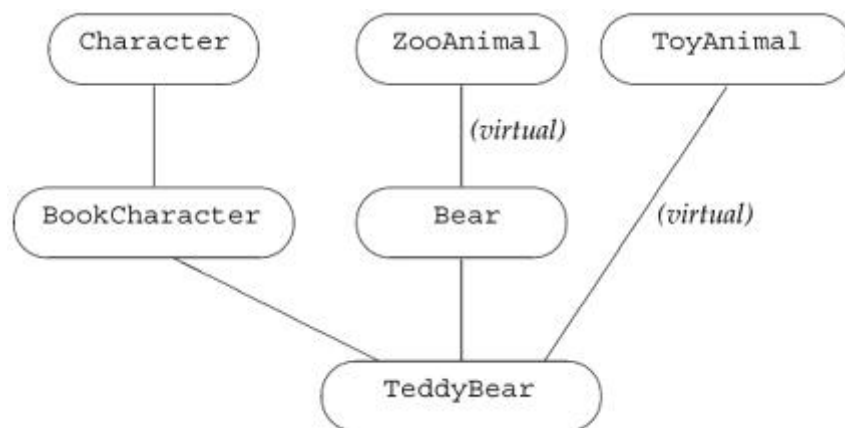 Character
ZooAnimal
ToyAnimal
(virtual)
BookCharacter
Bear
(virtual)
TeddyBear